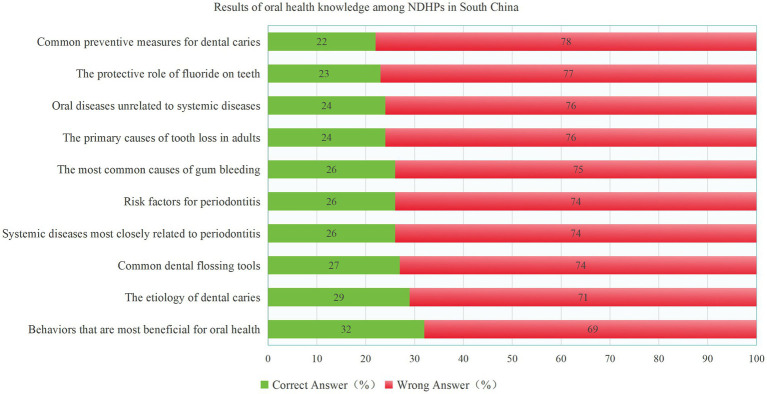 Results of oral health knowledge among NDHPs in South China
Common preventive measures for dental caries 22 78
The protective role of fluoride on teeth 23 77
Oral diseases unrelated to systemic diseases 24 76
The primary causes of tooth loss in adults 24 76
The most common causes of gum bleeding 26 75
Risk factors for periodontitis 26 74
Systemic diseases most closely related to periodontitis 26 74
Common dental flossing tools 27 74
The etiology of dental caries 29 71
Behaviors that are most beneficial for oral health 32 69
0 10 20 30 40 50 60 70 80 90 100
Correct Answer（%） Wrong Answer（%）